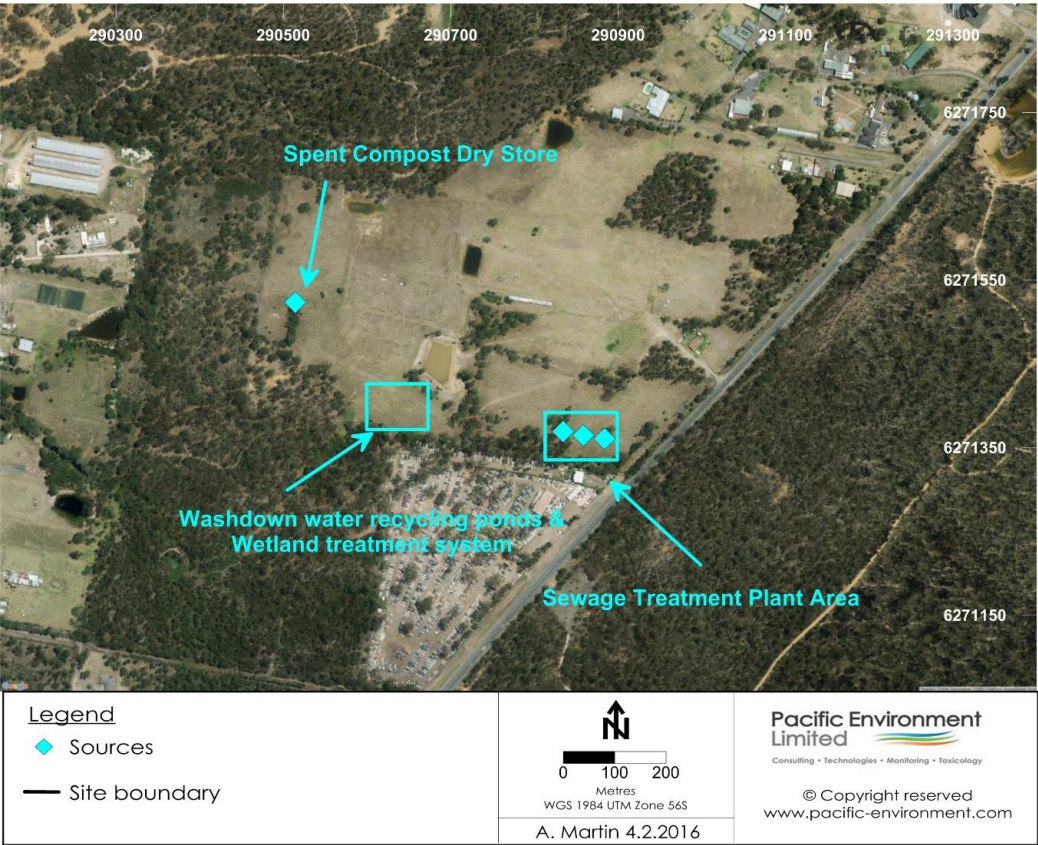 290300 290500 290700 290900 291100 291300
6271750
Spent Compost Dry Store
6271550
6271350
Washdown water recycling ponds &
Wetland treatment system
Sewage Treatment Plant Area
6271150
Legend
Sources
Site boundary
N
0 100 200
Metres
WGS 1984 UTM Zone 56S
A. Martin 4.2.2016
Pacific Environment
Limited
Consulting • Technologies • Monitoring • Toxicology
© Copyright reserved
www.pacific-environment.com